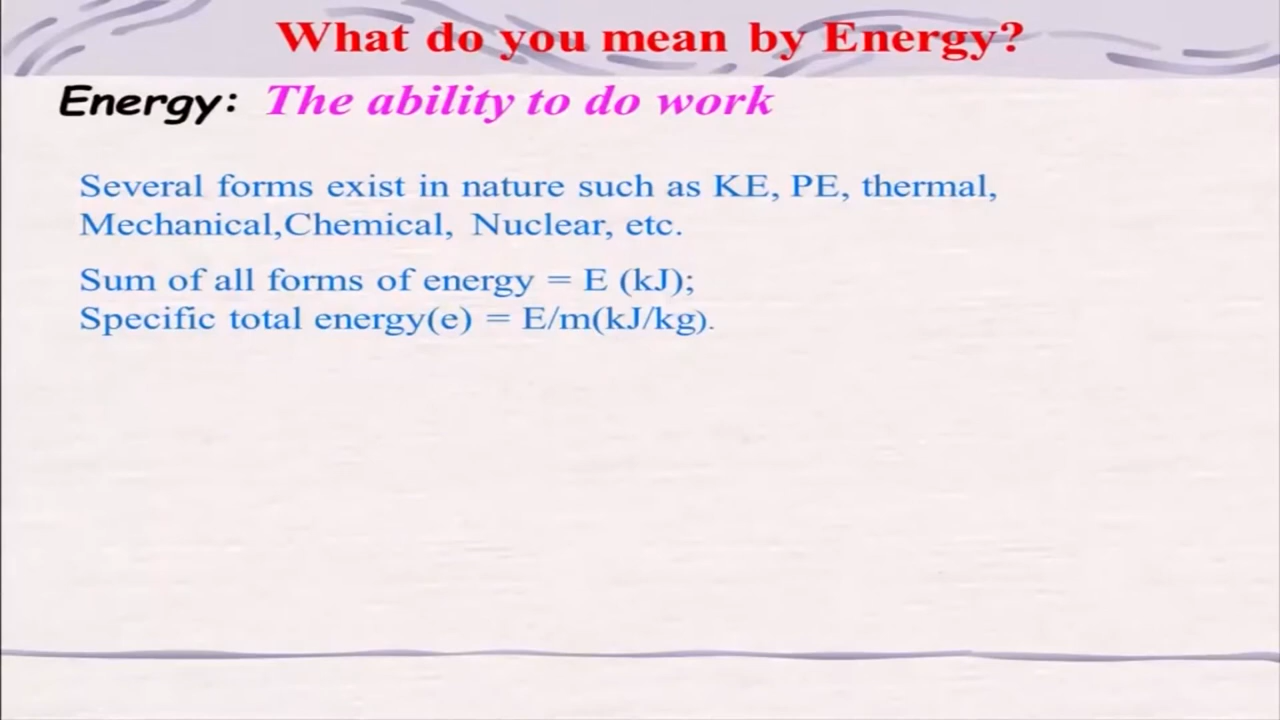 What do you mean by Energy?
Energy: The ability to do work
Several forms exist in nature such as KE, PE, thermal,
Mechanical,Chemical, Nuclear, etc.
Sum of all forms of energy = E (kJ);
Specific total energy(e) = E/m(kJ/kg).